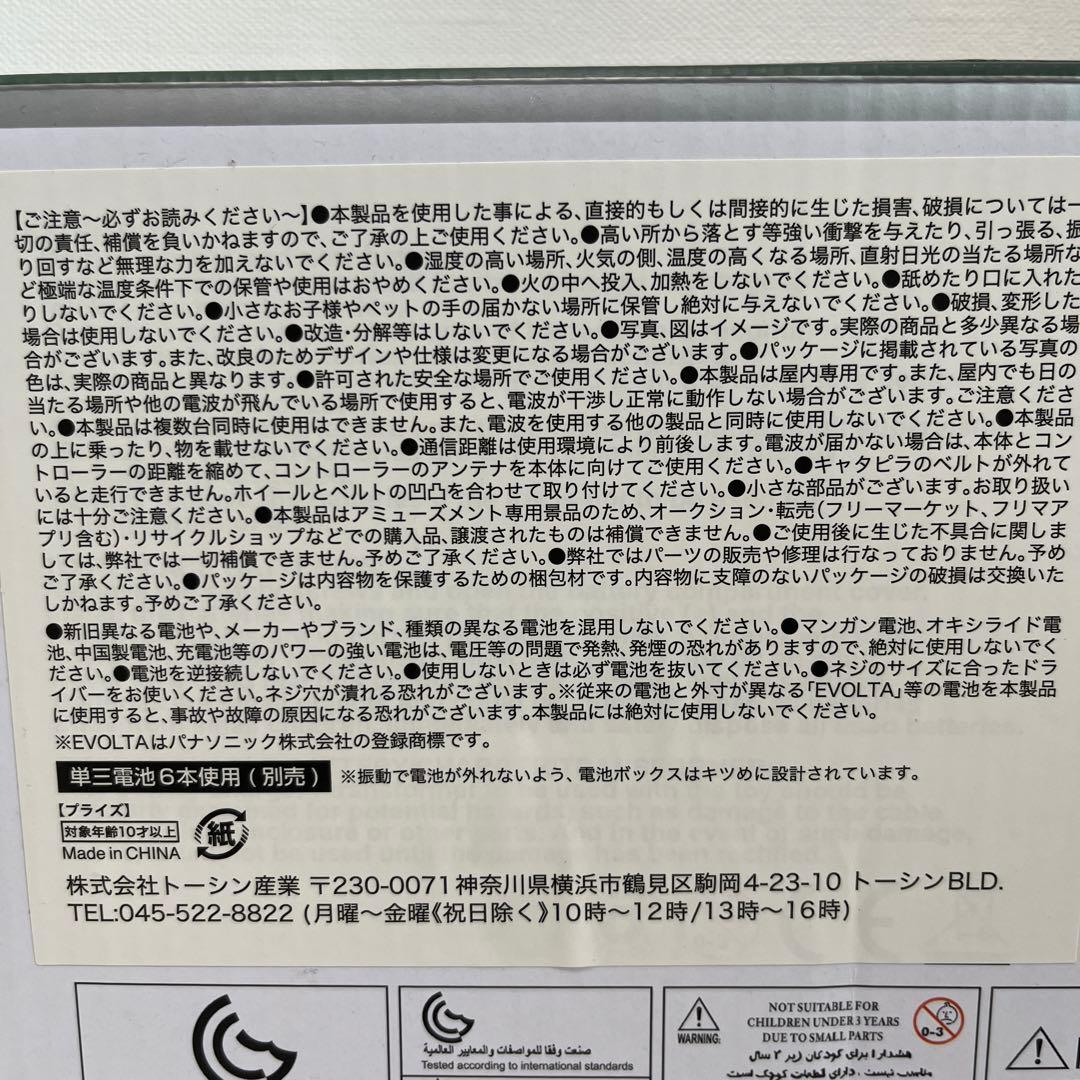 【ご注意～必ずお読みください～】●本製品を使用した事による、直接的もしくは間接的に生じた損害、破損については一
切の責任、補償を負いかねますので、ご了承の上ご使用ください。●高い所から落とす等強い衝撃を与えたり、引っ張る、振
り回すなど無理な力を加えないでください。●湿度の高い場所、火気の側、温度の高くなる場所、直射日光の当たる場所な
ど極端な温度条件下での保管や使用はおやめください。●火の中へ投入、加熱をしないでください。●舐めたり口に入れた
りしないでください。●小さなお子様やペットの手の届かない場所に保管し絶対に与えないでください。●破損、変形した
場合は使用しないでください。●改造・分解等はしないでください。●写真、図はイメージです。実際の商品と多少異なる場
合がございます。また、改良のためデザインや仕様は変更になる場合がございます。●パッケージに掲載されている写真の
色は、実際の商品と異なります。●許可された安全な場所でご使用ください。●本製品は屋内専用です。また、屋内でも日の
当たる場所や他の電波が飛んでいる場所で使用すると、電波が干渉し正常に動作しない場合がございます。ご注意くださ
い。●本製品は複数台同時に使用はできません。また、電波を使用する他の製品と同時に使用しないでください。●本製品
の上に乗ったり、物を載せないでください。●通信距離は使用環境により前後します。電波が届かない場合は、本体とコン
トローラーの距離を縮めて、コントローラーのアンテナを本体に向けてご使用ください。●キャタピラのベルトが外れて
いると走行できません。ホイールとベルトの凹凸を合わせて取り付けてください。●小さな部品がございます。お取り扱い
には十分ご注意ください。●本製品はアミューズメント専用景品のため、オークション・転売（フリーマーケット、フリマア
プリ含む）・リサイクルショップなどでの購入品、譲渡されたものは補償できません。●ご使用後に生じた不具合に関しま
しては、弊社では一切補償できません。予めご了承ください。●弊社ではパーツの販売や修理は行なっておりません。予め
ご了承ください。●パッケージは内容物を保護するための梱包材です。内容物に支障のないパッケージの破損は交換いた
しかねます。予めご了承ください。
●新旧異なる電池や、メーカーやブランド、種類の異なる電池を混用しないでください。●マンガン電池、オキシライド電
池、中国製電池、充電池等のパワーの強い電池は、電圧等の問題で発熱、発煙の恐れがありますので、絶対に使用しないでく
ださい。●電池を逆接続しないでください。●使用しないときは必ず電池を抜いてください。●ネジのサイズに合ったドラ
イバーをお使いください。ネジ穴が潰れる恐れがございます。※従来の電池と外寸が異なる「EVOLTA」等の電池を本製品
に使用すると、事故や故障の原因になる恐れがございます。本製品には絶対に使用しないでください。
※EVOLTAはパナソニック株式会社の登録商標です。
単三電池6本使用(別売) ※振動で電池が外れないよう、電池ボックスはキツめに設計されています。
【プライズ】
対象年齢10才以上
Made in CHINA
紙
株式会社トーシン産業 〒230-0071 神奈川県横浜市鶴見区駒岡4-23-10 トーシンBLD.
TEL:045-522-8822 (月曜～金曜《祝日除く》10時～12時/13時～16時)
صنعت وفقا للمواصفات والمعايير العالمية
Tested according to international standards
WARNING:
NOT SUITABLE FOR
CHILDREN UNDER 3 YEARS
DUE TO SMALL PARTS
0-3
هشدار! برای کودکان زیر ۳ سال
مناسب نیست، دارای قطعات کوچک است